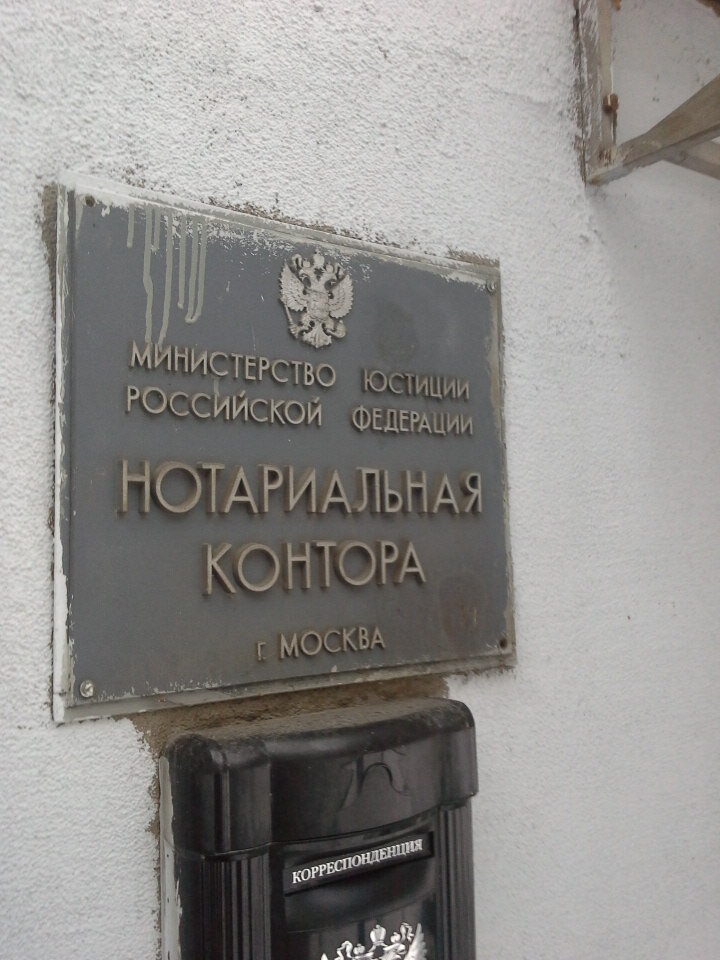 МИНИСТЕРСТВО ЮСТИЦИИ
РОССИЙСКОЙ ФЕДЕРАЦИИ
НОТАРИАЛЬНАЯ
КОНТОРА
г. МОСКВА
КОРРЕСПОНДЕНЦИЯ